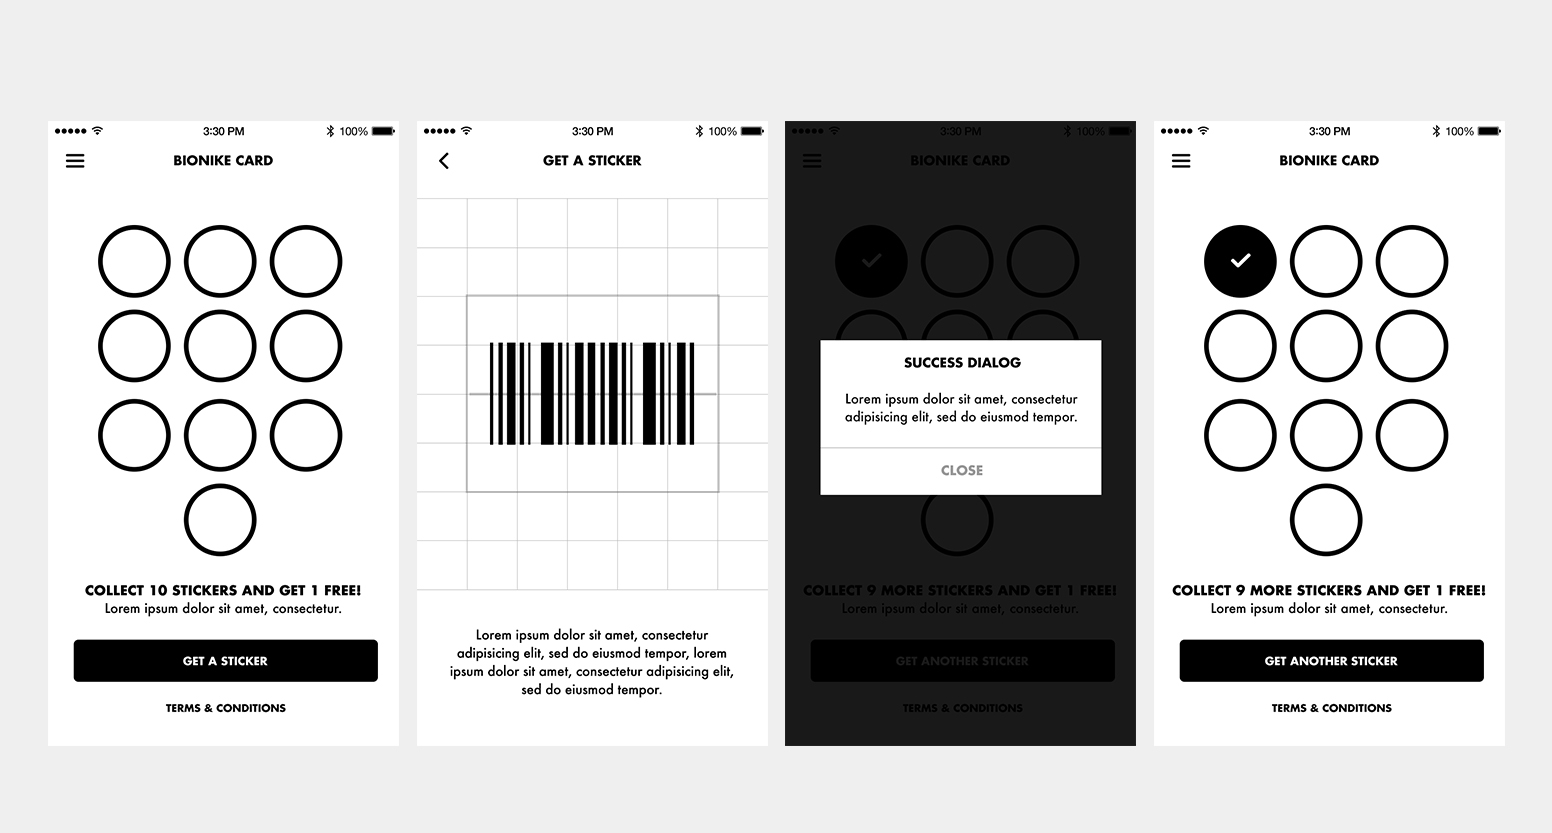 3:30 PM
100%
BIONIKE CARD
COLLECT 10 STICKERS AND GET 1 FREE!
Lorem ipsum dolor sit amet, consectetur.
GET A STICKER
TERMS & CONDITIONS
3:30 PM
100%
GET A STICKER
Lorem ipsum dolor sit amet, consectetur
adipisicing elit, sed do eiusmod tempor, lorem
ipsum dolor sit amet, consectetur adipisicing elit,
sed do eiusmod tempor.
3:30 PM
100%
BIONIKE CARD
SUCCESS DIALOG
Lorem ipsum dolor sit amet, consectetur
adipisicing elit, sed do eiusmod tempor.
CLOSE
COLLECT 9 MORE STICKERS AND GET 1 FREE!
Lorem ipsum dolor sit amet, consectetur.
GET ANOTHER STICKER
TERMS & CONDITIONS
3:30 PM
100%
BIONIKE CARD
COLLECT 9 MORE STICKERS AND GET 1 FREE!
Lorem ipsum dolor sit amet, consectetur.
GET ANOTHER STICKER
TERMS & CONDITIONS